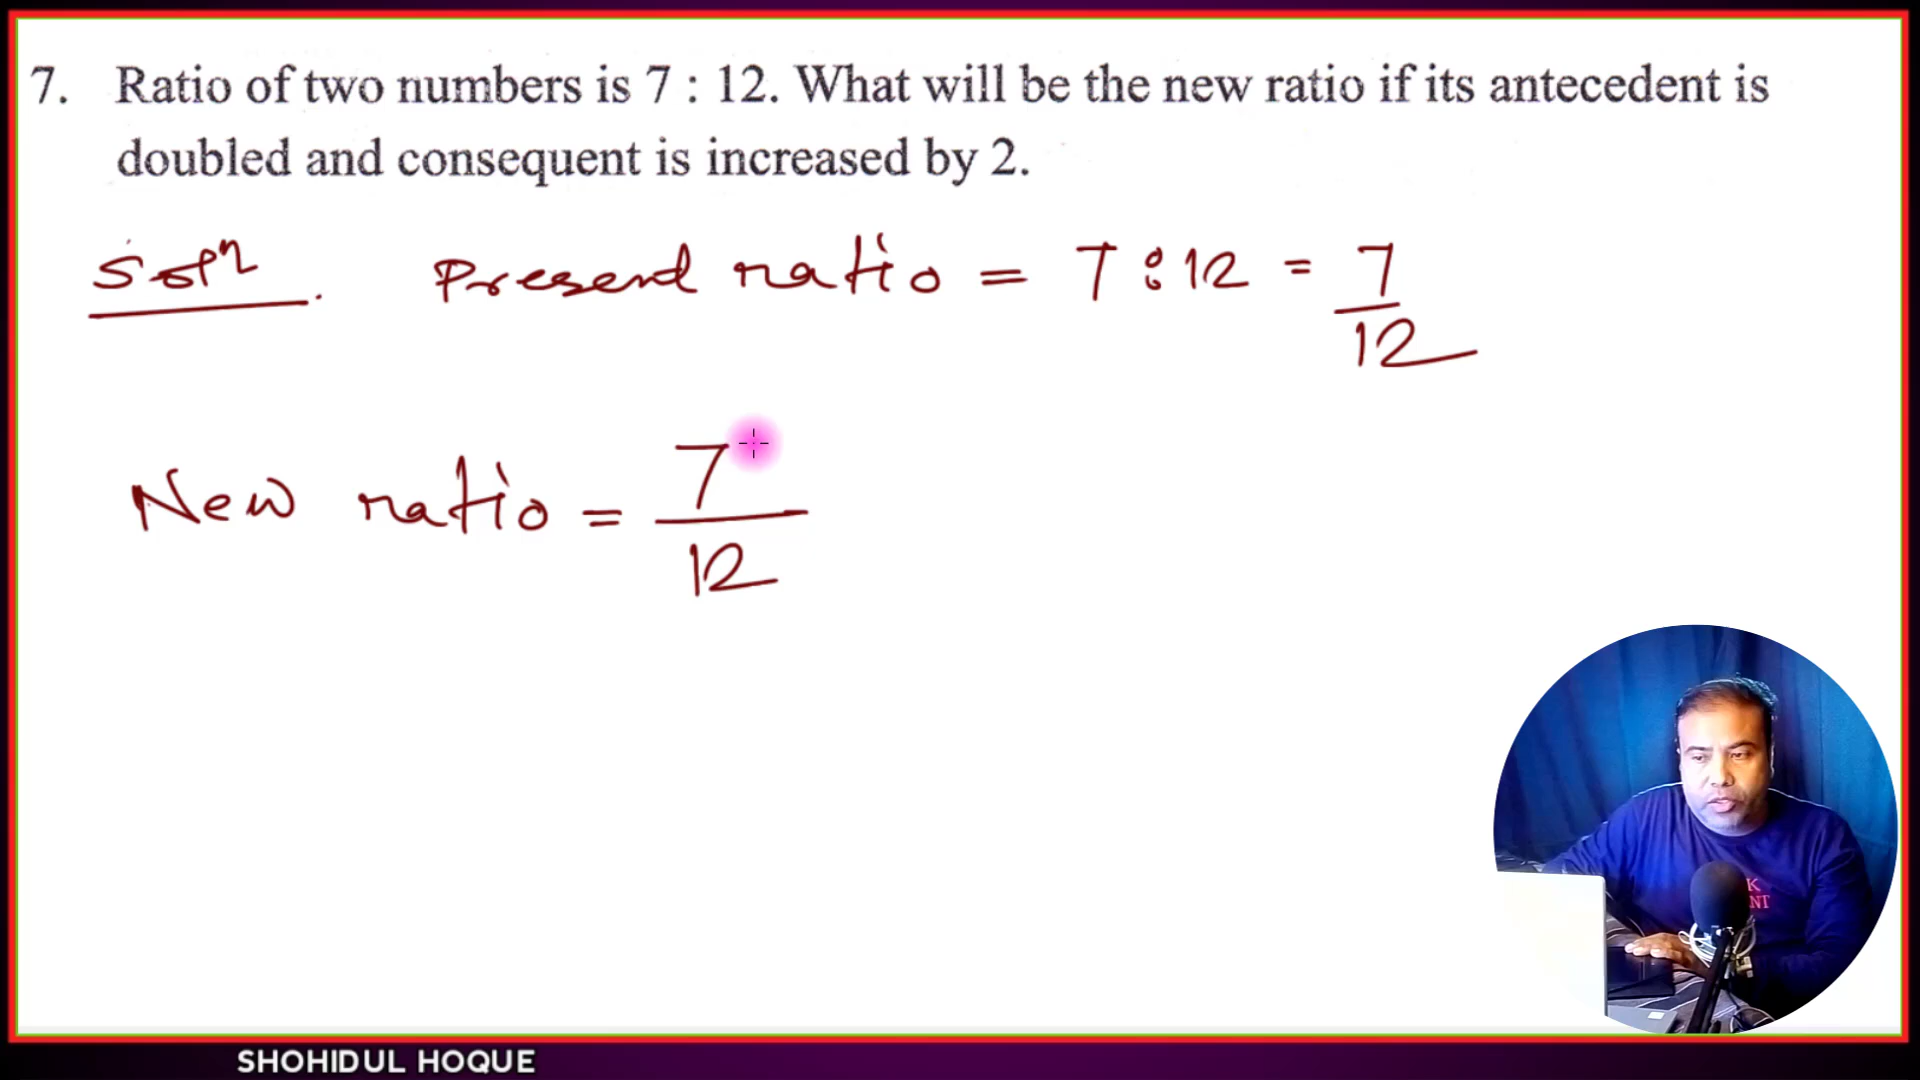 7. Ratio of two numbers is 7 : 12. What will be the new ratio if its antecedent is
doubled and consequent is increased by 2.
Solⁿ. Present ratio = 7 : 12 = 7/12
New ratio = 7/12
K
NT
SHOHIDUL HOQUE